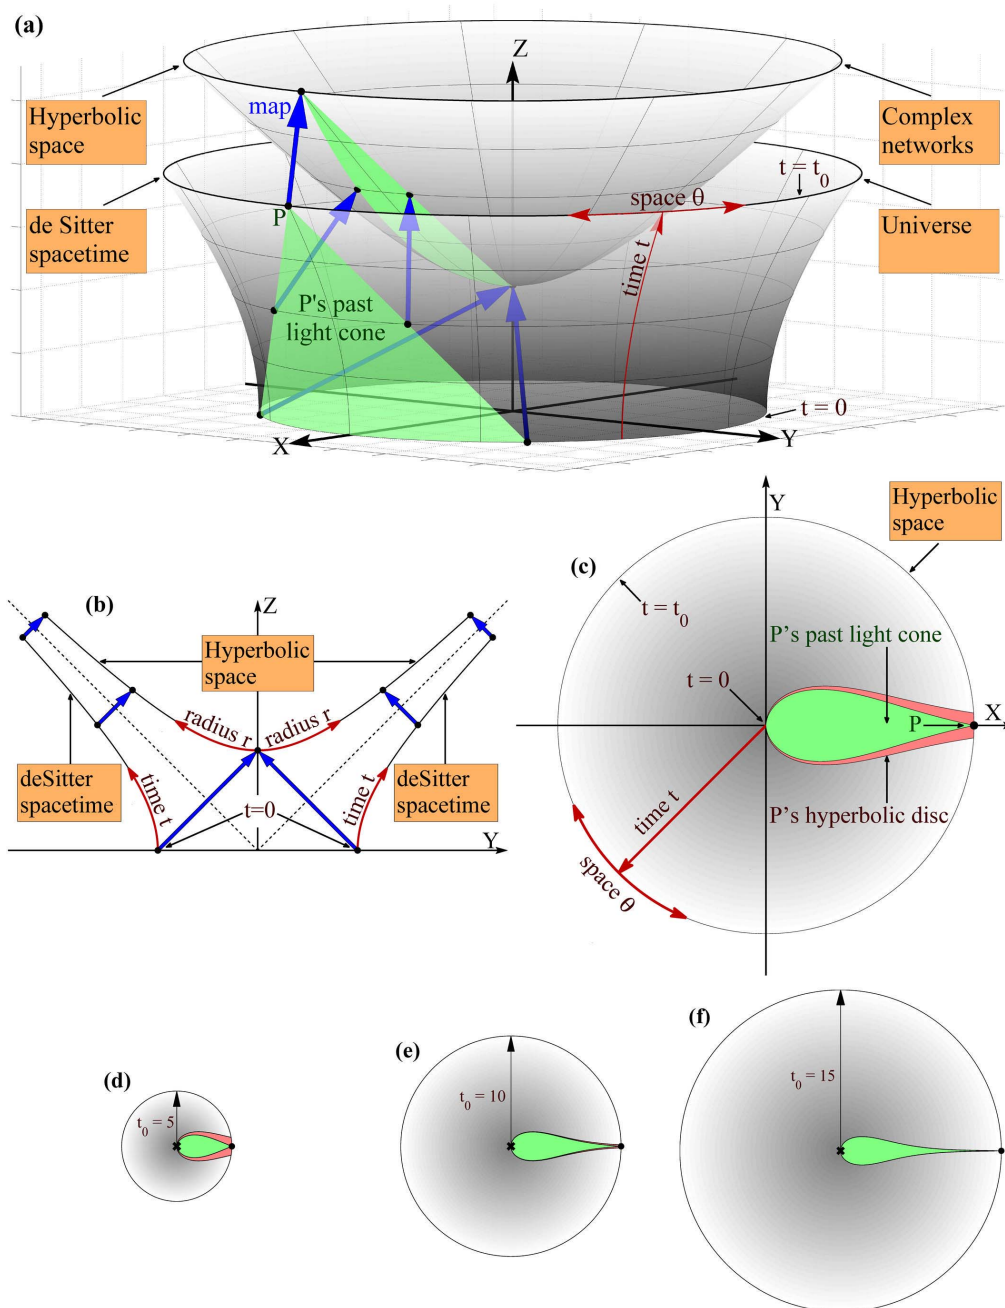 (a)
Z
Hyperbolic
space
map
Complex
networks
t = t0
de Sitter
spacetime
P
space θ
Universe
time t
P's past
light cone
t = 0
X
Y
(b)
Z
Hyperbolic
space
radius r
radius r
deSitter
spacetime
time t
t=0
time t
deSitter
spacetime
Y
(c)
Y
Hyperbolic
space
t = t0
P's past light cone
t = 0
X
P
P's hyperbolic disc
time t
space θ
(d)
t0 = 5
(e)
t0 = 10
(f)
t0 = 15